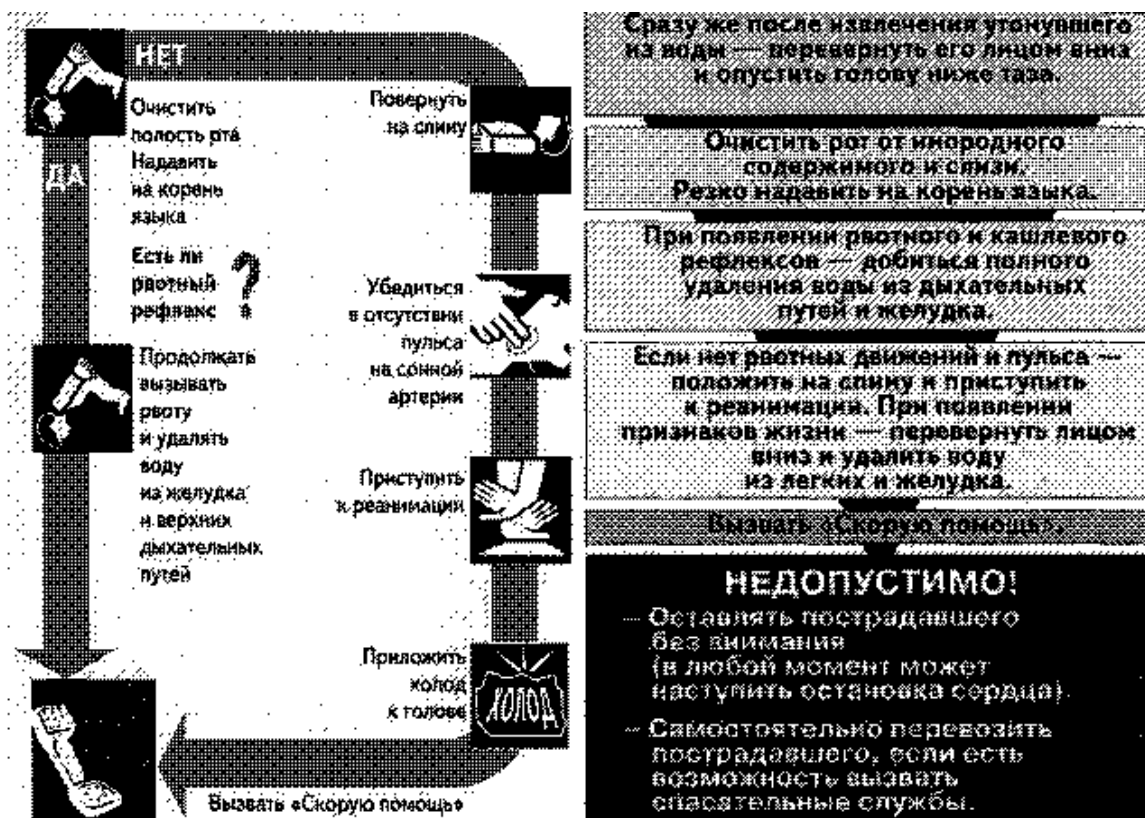 НЕТ
Очистить
полость рта
Надавить
на корень
языка
ДА
Есть ли
рвотный
рефлекс ?
Продолжать
вызывать
рвоту
и удалять
воду
из желудка
и верхних
дыхательных
путей
Повернуть
на спину
Убедиться
в отсутствии
пульса
на сонной
артерии
Приступить
к реанимации
Приложить
холод
к голове
ХОЛОД
Вызвать «Скорую помощь»
Сразу же после извлечения утонувшего
из воды — перевернуть его лицом вниз
и опустить голову ниже таза.
Очистить рот от инородного
содержимого и слизи.
Резко надавить на корень языка.
При появлении рвотного и кашлевого
рефлексов — добиться полного
удаления воды из дыхательных
путей и желудка.
Если нет рвотных движений и пульса —
положить на спину и приступить
к реанимации. При появлении
признаков жизни — перевернуть лицом
вниз и удалить воду
из легких и желудка.
Вызвать «Скорую помощь».
НЕДОПУСТИМО!
— Оставлять пострадавшего
без внимания
(в любой момент может
наступить остановка сердца).
— Самостоятельно перевозить
пострадавшего, если есть
возможность вызвать
спасательные службы.